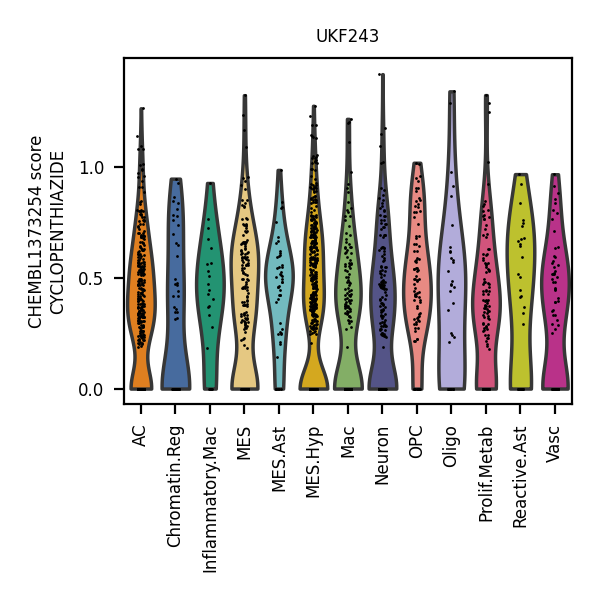 UKF243
CHEMBL1373254 score
CYCLOPENTHIAZIDE
1.0
0.5
0.0
AC
Chromatin.Reg
Inflammatory.Mac
MES
MES.Ast
MES.Hyp
Mac
Neuron
OPC
Oligo
Prolif.Metab
Reactive.Ast
Vasc